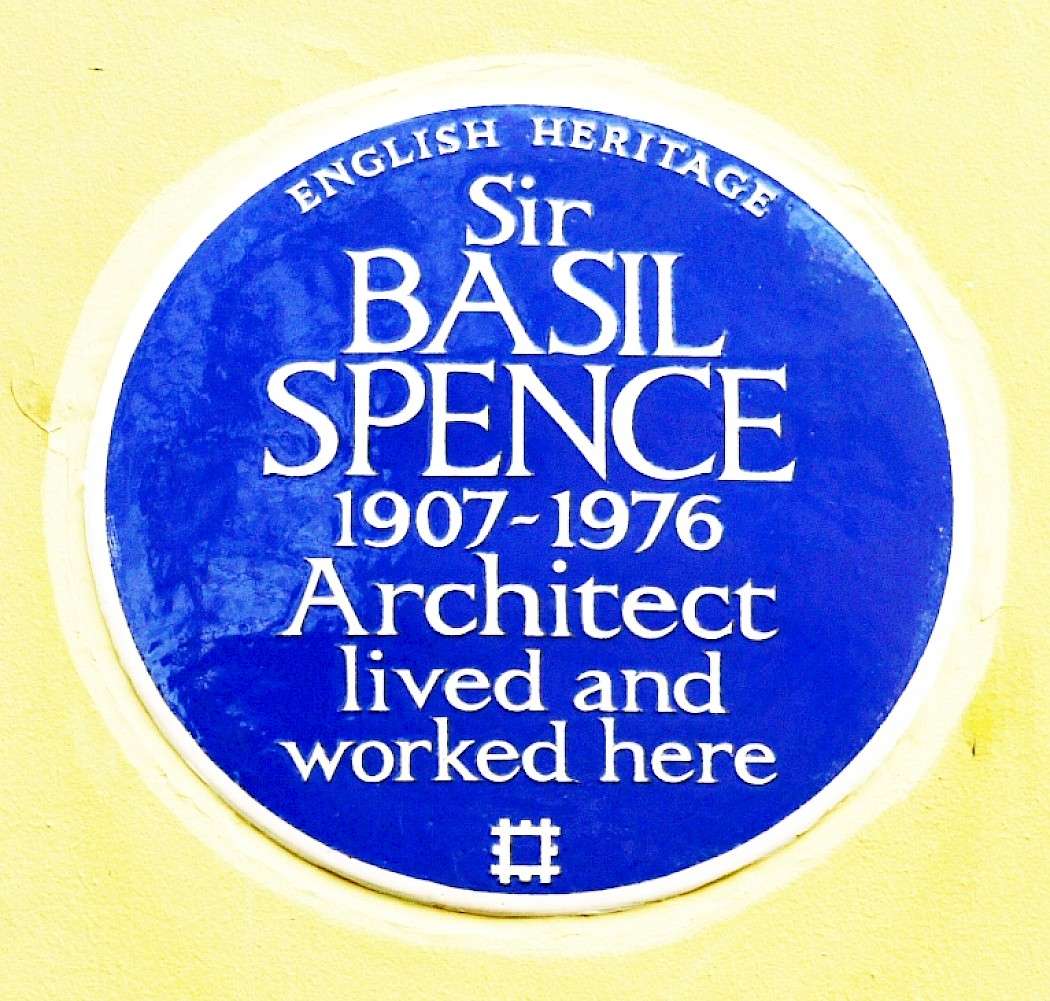 ENGLISH HERITAGE
Sir
BASIL
SPENCE
1907-1976
Architect
lived and
worked here